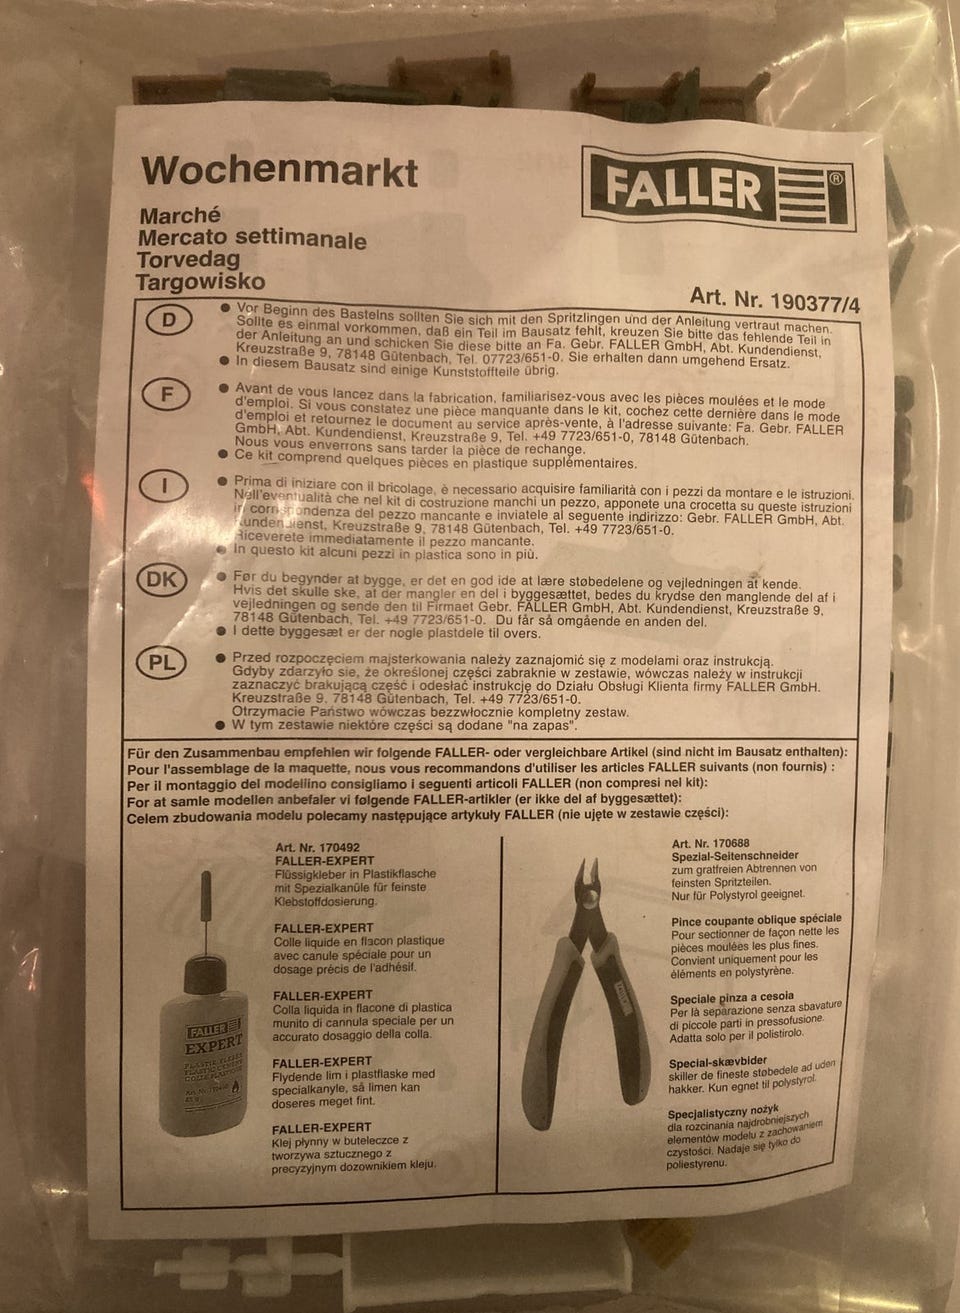 Wochenmarkt
FALLER ®
Marché
Mercato settimanale
Torvedag
Targowisko
Art. Nr. 190377/4
D
● Vor Beginn des Bastelns sollten Sie sich mit den Spritzlingen und der Anleitung vertraut machen.
Sollte es einmal vorkommen, daß ein Teil im Bausatz fehlt, kreuzen Sie bitte das fehlende Teil in
der Anleitung an und schicken Sie diese bitte an Fa. Gebr. FALLER GmbH, Abt. Kundendienst,
Kreuzstraße 9, 78148 Gütenbach, Tel. 07723/651-0. Sie erhalten dann umgehend Ersatz.
● In diesem Bausatz sind einige Kunststoffteile übrig.
F
● Avant de vous lancez dans la fabrication, familiarisez-vous avec les pièces moulées et le mode
d'emploi. Si vous constatez une pièce manquante dans le kit, cochez cette dernière dans le mode
d'emploi et retournez le document au service après-vente, à l'adresse suivante: Fa. Gebr. FALLER
GmbH, Abt. Kundendienst, Kreuzstraße 9, Tel. +49 7723/651-0, 78148 Gütenbach.
Nous vous enverrons sans tarder la pièce de rechange.
● Ce kit comprend quelques pièces en plastique supplémentaires.
I
● Prima di iniziare con il bricolage, è necessario acquisire familiarità con i pezzi da montare e le istruzioni.
Nell'eventualità che nel kit di costruzione manchi un pezzo, apponete una crocetta su queste istruzioni
in corrispondenza del pezzo mancante e inviatele al seguente indirizzo: Gebr. FALLER GmbH, Abt.
Kundendienst, Kreuzstraße 9, 78148 Gütenbach, Tel. +49 7723/651-0.
Riceverete immediatamente il pezzo mancante.
● In questo kit alcuni pezzi in plastica sono in più.
DK
● Før du begynder at bygge, er det en god ide at lære støbedelene og vejledningen at kende.
Hvis det skulle ske, at der mangler en del i byggesættet, bedes du krydse den manglende del af i
vejledningen og sende den til Firmaet Gebr. FALLER GmbH, Abt. Kundendienst, Kreuzstraße 9,
78148 Gütenbach, Tel. +49 7723/651-0. Du får så omgående en anden del.
● I dette byggesæt er der nogle plastdele til overs.
PL
● Przed rozpoczęciem majsterkowania należy zaznajomić się z modelami oraz instrukcją.
Gdyby zdarzyło sie, że określonej części zabraknie w zestawie, wówczas należy w instrukcji
zaznaczyć brakującą część i odesłać instrukcję do Działu Obsługi Klienta firmy FALLER GmbH.
Kreuzstraße 9, 78148 Gütenbach, Tel. +49 7723/651-0.
Otrzymacie Państwo wówczas bezzwłocznie kompletny zestaw.
● W tym zestawie niektóre części są dodane "na zapas".
Für den Zusammenbau empfehlen wir folgende FALLER- oder vergleichbare Artikel (sind nicht im Bausatz enthalten):
Pour l'assemblage de la maquette, nous vous recommandons d'utiliser les articles FALLER suivants (non fournis) :
Per il montaggio del modellino consigliamo i seguenti articoli FALLER (non compresi nel kit):
For at samle modellen anbefaler vi følgende FALLER-artikler (er ikke del af byggesættet):
Celem zbudowania modelu polecamy następujące artykuły FALLER (nie ujęte w zestawie części):
Art. Nr. 170492
FALLER-EXPERT
Flüssigkleber in Plastikflasche
mit Spezialkanüle für feinste
Klebstoffdosierung.
FALLER-EXPERT
Colle liquide en flacon plastique
avec canule spéciale pour un
dosage précis de l'adhésif.
FALLER-EXPERT
Colla liquida in flacone di plastica
munito di cannula speciale per un
accurato dosaggio della colla.
FALLER-EXPERT
Flydende lim i plastflaske med
specialkanyle, så limen kan
doseres meget fint.
FALLER-EXPERT
Klej płynny w buteleczce z
tworzywa sztucznego z
precyzyjnym dozownikiem kleju.
FALLER
EXPERT
Art. Nr. 170688
Spezial-Seitenschneider
zum gratfreien Abtrennen von
feinsten Spritzteilen.
Nur für Polystyrol geeignet.
Pince coupante oblique spéciale
Pour sectionner de façon nette les
pièces moulées les plus fines.
Convient uniquement pour les
éléments en polystyrène.
Speciale pinza a cesoia
Per là separazione senza sbavature
di piccole parti in pressofusione.
Adatta solo per il polistirolo.
Special-skævbider
skiller de fineste støbedele ad uden
hakker. Kun egnet til polystyrol.
Specjalistyczny nożyk
dla rozcinania najdrobniejszych
elementów modelu z zachowaniem
czystości. Nadaje się tylko do
poliestyrenu.